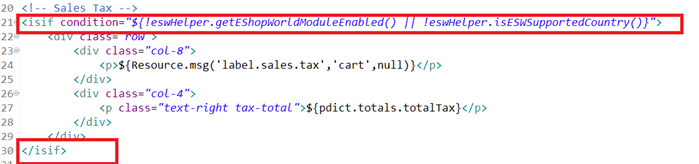 20 <!-- Sales Tax -->
21 <isif condition="${!eswHelper.getEShopWorldModuleEnabled() || !eswHelper.isESWSupportedCountry()}">
22 <div class="row">
23 <div class="col-8">
24 <p>${Resource.msg('label.sales.tax','cart',null)}</p>
25 </div>
26 <div class="col-4">
27 <p class="text-right tax-total">${pdict.totals.totalTax}</p>
28 </div>
29 </div>
30 </isif>